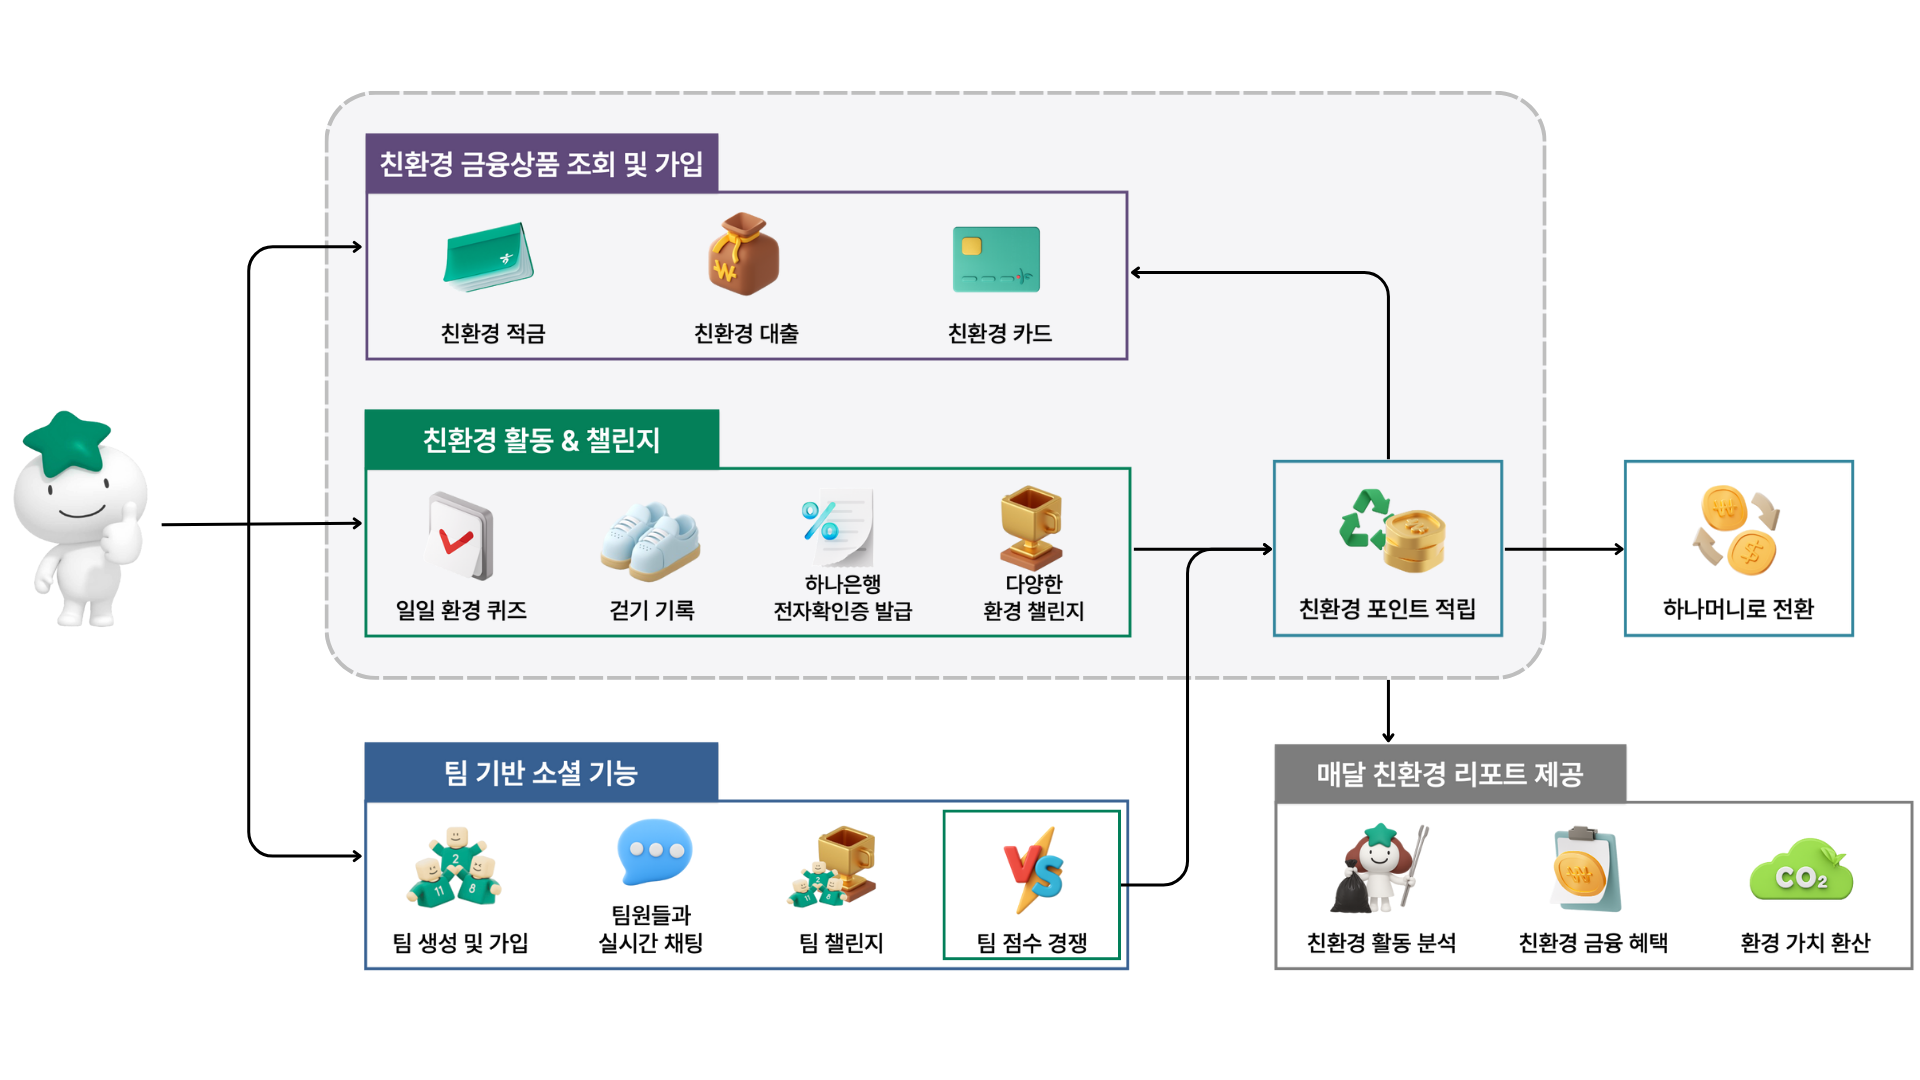 친환경 금융상품 조회 및 가입
친환경 적금
친환경 대출
친환경 카드
친환경 활동 & 챌린지
일일 환경 퀴즈
걷기 기록
하나은행
전자확인증 발급
다양한
환경 챌린지
친환경 포인트 적립
하나머니로 전환
팀 기반 소셜 기능
2
11
8
팀 생성 및 가입
팀원들과
실시간 채팅
팀 챌린지
VS
팀 점수 경쟁
매달 친환경 리포트 제공
친환경 활동 분석
친환경 금융 혜택
CO2
환경 가치 환산